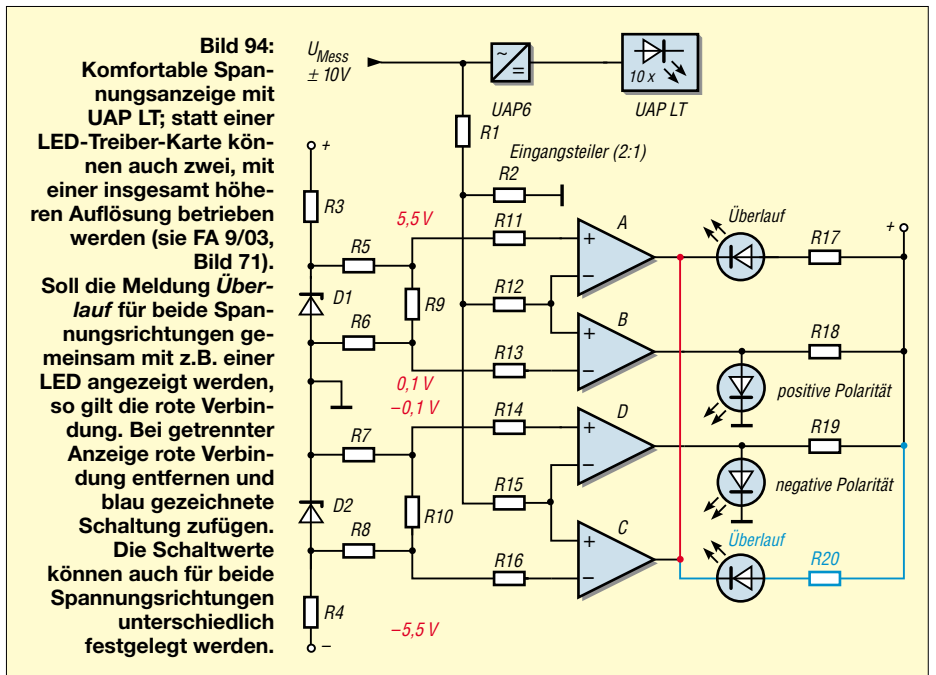 Bild 94:
Komfortable Span-
nungsanzeige mit
UAP LT; statt einer
LED-Treiber-Karte kön-
nen auch zwei, mit
einer insgesamt höhe-
ren Auflösung betrieben
werden (sie FA 9/03,
Bild 71).
Soll die Meldung Über-
lauf für beide Span-
nungsrichtungen ge-
meinsam mit z.B. einer
LED angezeigt werden,
so gilt die rote Verbin-
dung. Bei getrennter
Anzeige rote Verbin-
dung entfernen und
blau gezeichnete
Schaltung zufügen.
Die Schaltwerte
können auch für beide
Spannungsrichtungen
unterschiedlich
festgelegt werden.
UMess
± 10V
~
=
UAP6
10 x
UAP LT
R1
Eingangsteiler (2:1)
R2
+
R3
5,5 V
R11
A
+
−
Überlauf
R17
+
R5
D1
R9
R12
B
+
−
R18
R6
R13
positive Polarität
0,1 V
−0,1 V
R14
D
+
−
R19
R7
negative Polarität
D2
R10
R15
C
+
−
Überlauf
R20
R8
R16
R4
−5,5 V
−